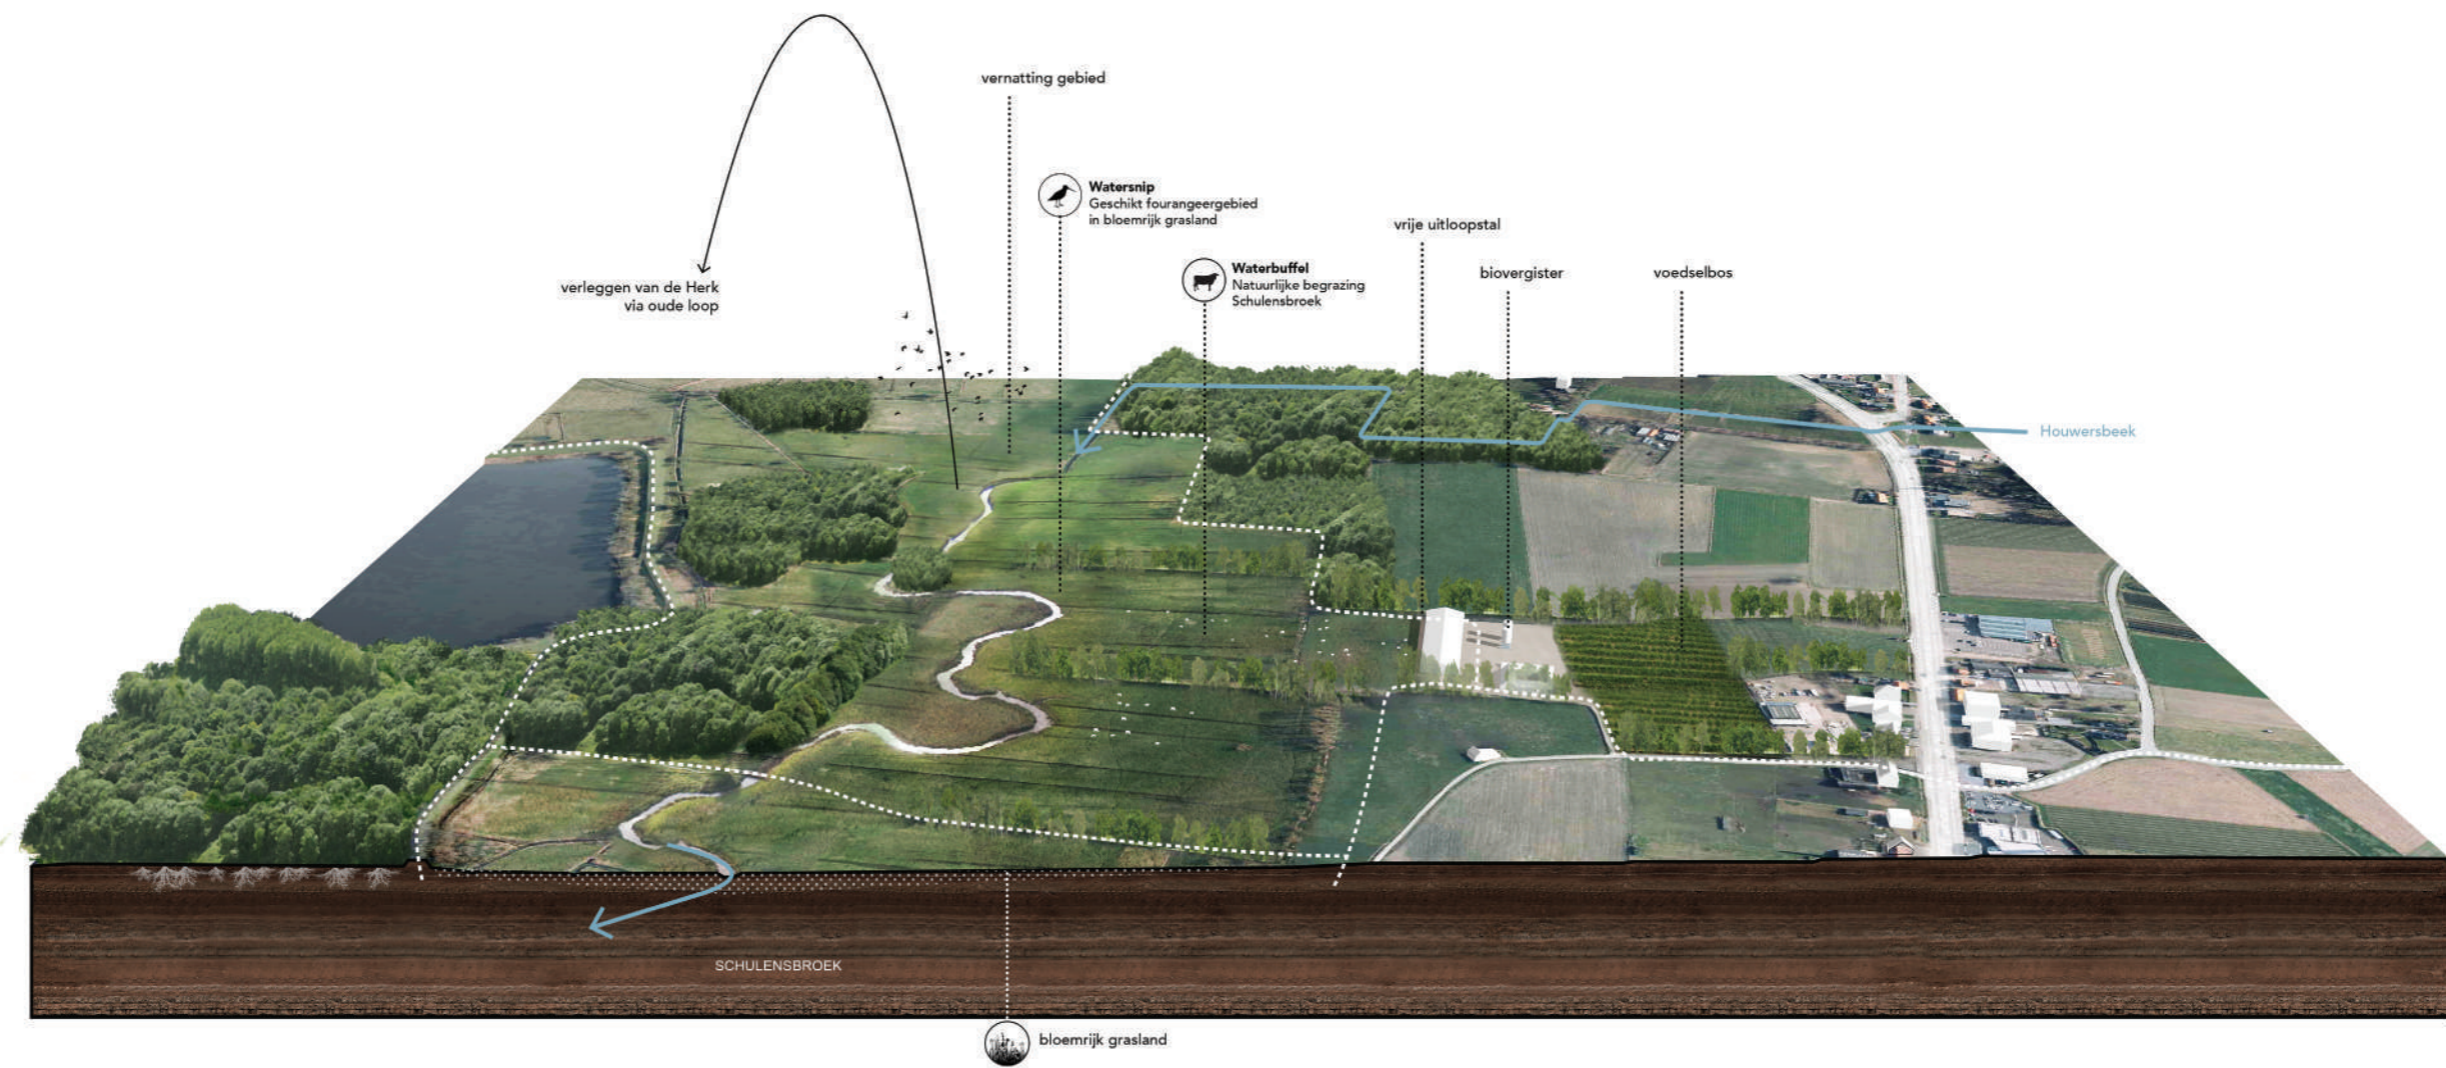 vernatting gebied
Watersnip
Geschikt fourangeergebied
in bloemrijk grasland
vrije uitloopstal
Waterbuffel
Natuurlijke begrazing
Schulensbroek
biovergister
voedselbos
verleggen van de Herk
via oude loop
Houwersbeek
SCHULENSBROEK
bloemrijk grasland